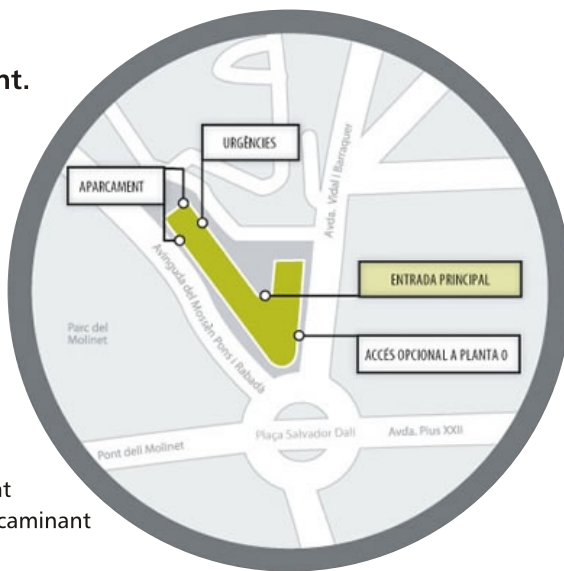 nt.
URGÈNCIES
APARCAMENT
Avda. Vidal i Barraquer
Avinguda del Mossèn Pons i Rabadà
ENTRADA PRINCIPAL
Parc del
Molinet
ACCÉS OPCIONAL A PLANTA 0
Plaça Salvador Dalí
Avda. Pius XXII
Pont dell Molinet
nt
caminant